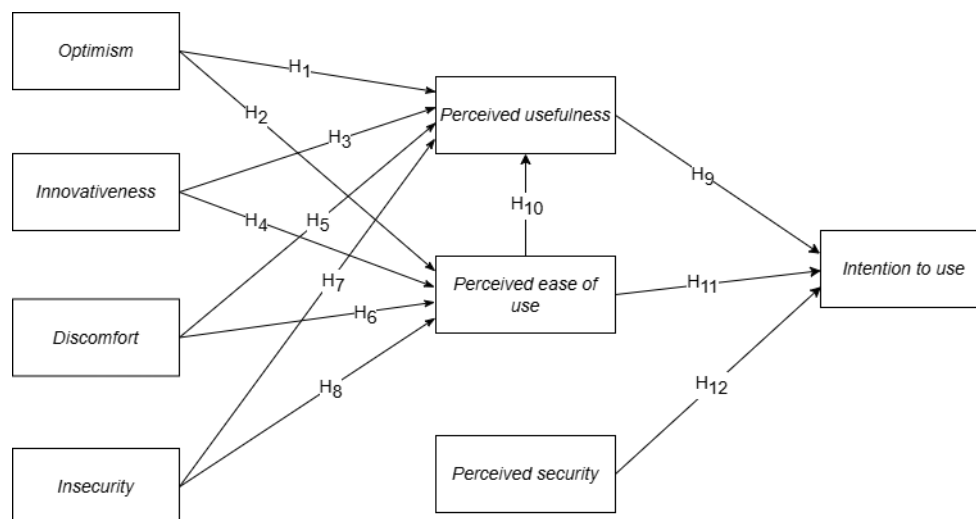 Optimism
H1
H2
Perceived usefulness
Innovativeness
H3
H4
H9
H10
H5
Intention to use
Perceived ease of
use
H7
H11
Discomfort
H6
H8
H12
Insecurity
Perceived security